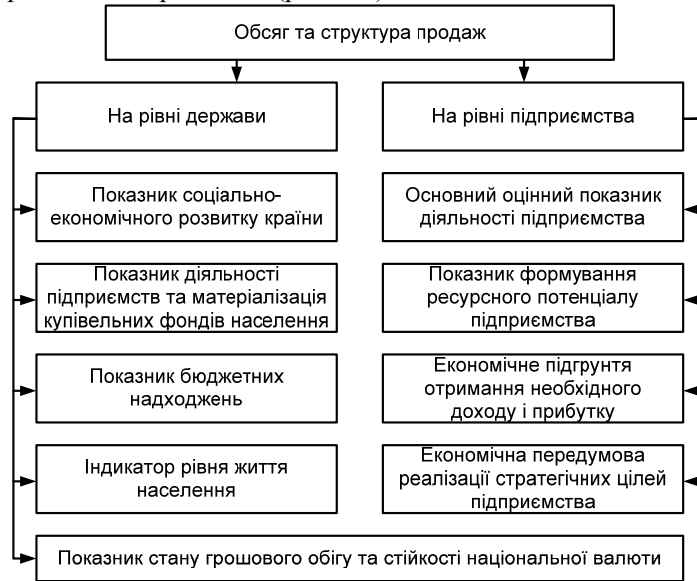 Обсяг та структура продаж
На рівні держави
На рівні підприємства
Показник соціально-
економічного розвитку країни
Основний оцінний показник
діяльності підприємства
Показник діяльності
підприємств та матеріалізація
купівельних фондів населення
Показник формування
ресурсного потенціалу
підприємства
Показник бюджетних
надходжень
Економічне підгрунтя
отримання необхідного
доходу і прибутку
Індикатор рівня життя
населення
Економічна передумова
реалізації стратегічних цілей
підприємства
Показник стану грошового обігу та стійкості національної валюти